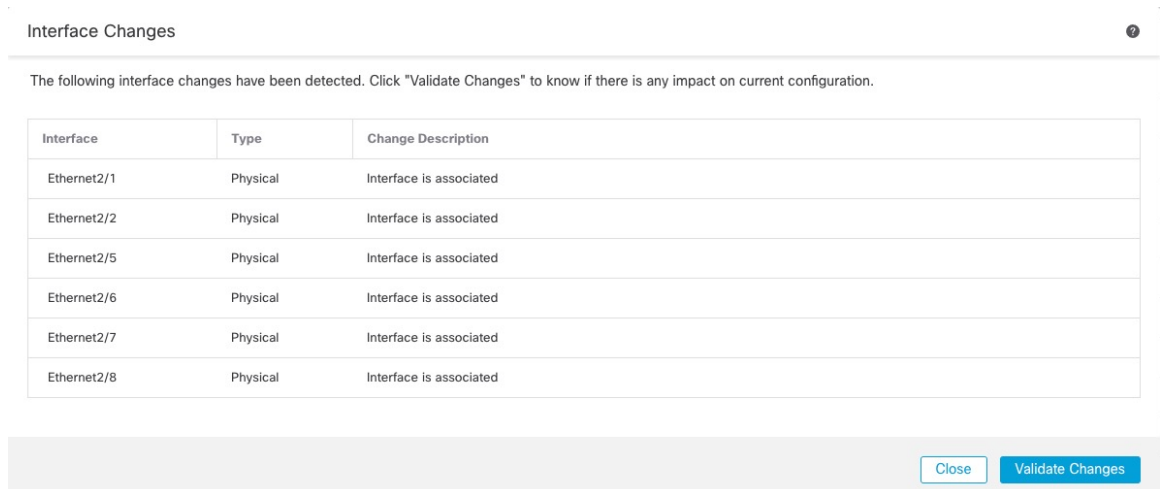 Interface Changes
?
The following interface changes have been detected. Click "Validate Changes" to know if there is any impact on current configuration.
Interface Type Change Description
Ethernet2/1 Physical Interface is associated
Ethernet2/2 Physical Interface is associated
Ethernet2/5 Physical Interface is associated
Ethernet2/6 Physical Interface is associated
Ethernet2/7 Physical Interface is associated
Ethernet2/8 Physical Interface is associated
Close Validate Changes